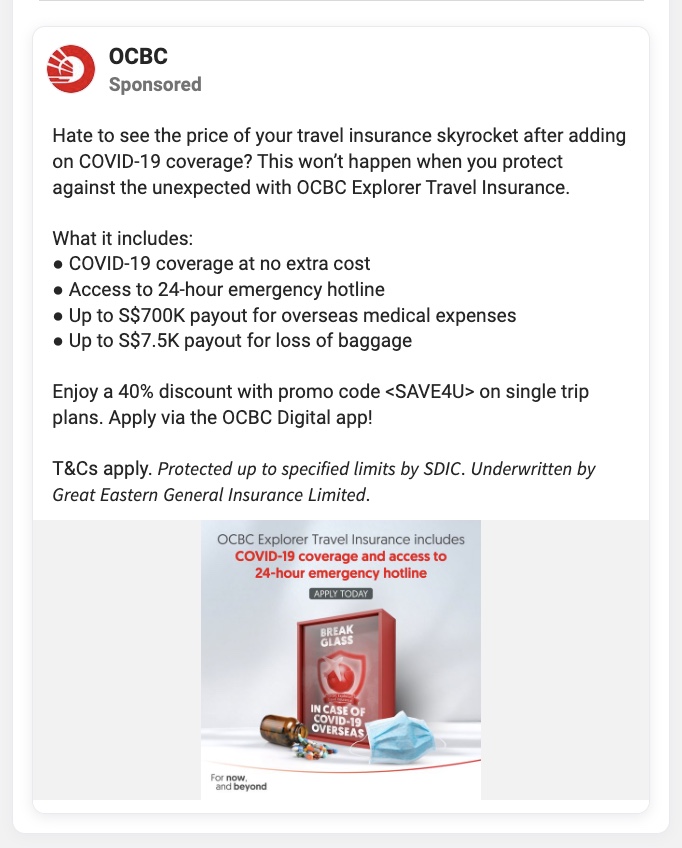 OCBC
Sponsored
Hate to see the price of your travel insurance skyrocket after adding
on COVID-19 coverage? This won’t happen when you protect
against the unexpected with OCBC Explorer Travel Insurance.
What it includes:
● COVID-19 coverage at no extra cost
● Access to 24-hour emergency hotline
● Up to S$700K payout for overseas medical expenses
● Up to S$7.5K payout for loss of baggage
Enjoy a 40% discount with promo code <SAVE4U> on single trip
plans. Apply via the OCBC Digital app!
T&Cs apply. Protected up to specified limits by SDIC. Underwritten by
Great Eastern General Insurance Limited.
OCBC Explorer Travel Insurance includes
COVID-19 coverage and access to
24-hour emergency hotline
APPLY TODAY
BREAK
GLASS
IN CASE OF
COVID-19
OVERSEAS
For now,
and beyond